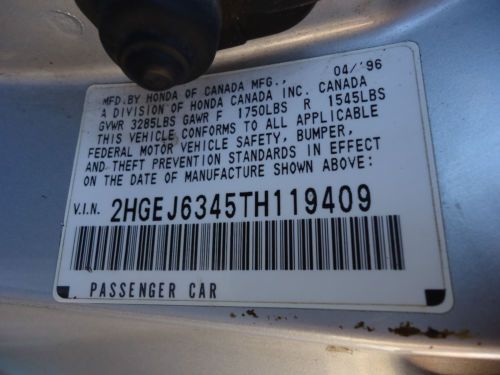 04/'96
MFD.BY HONDA OF CANADA MFG.,
A DIVISION OF HONDA CANADA INC. CANADA
GVWR 3285LBS GAWR F 1750LBS R 1545LBS
THIS VEHICLE CONFORMS TO ALL APPLICABLE
FEDERAL MOTOR VEHICLE SAFETY, BUMPER,
AND THEFT PREVENTION STANDARDS IN EFFECT
ON THE DATE OF MANUFACTURE SHOWN ABOVE:
V.I.N. 2HGEJ6345TH119409
PASSENGER CAR